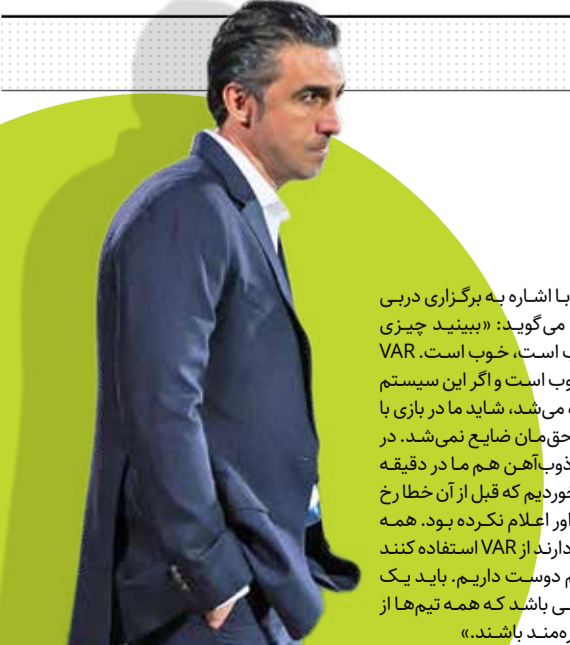 با اشاره به برگزاری دربی
می‌گوید: «ببینید چیزی
است، خوب است. VAR
است و اگر این سیستم
می‌شد، شاید ما در بازی با
حق‌مان ضایع نمی‌شد. در
ذوب‌آهن هم ما در دقیقه
خوردیم که قبل از آن خطا رخ
اعلام نکرده بود. همه
دارند از VAR استفاده کنند
دوست داریم. باید یک
باشد که همه تیم‌ها از
باشند.»